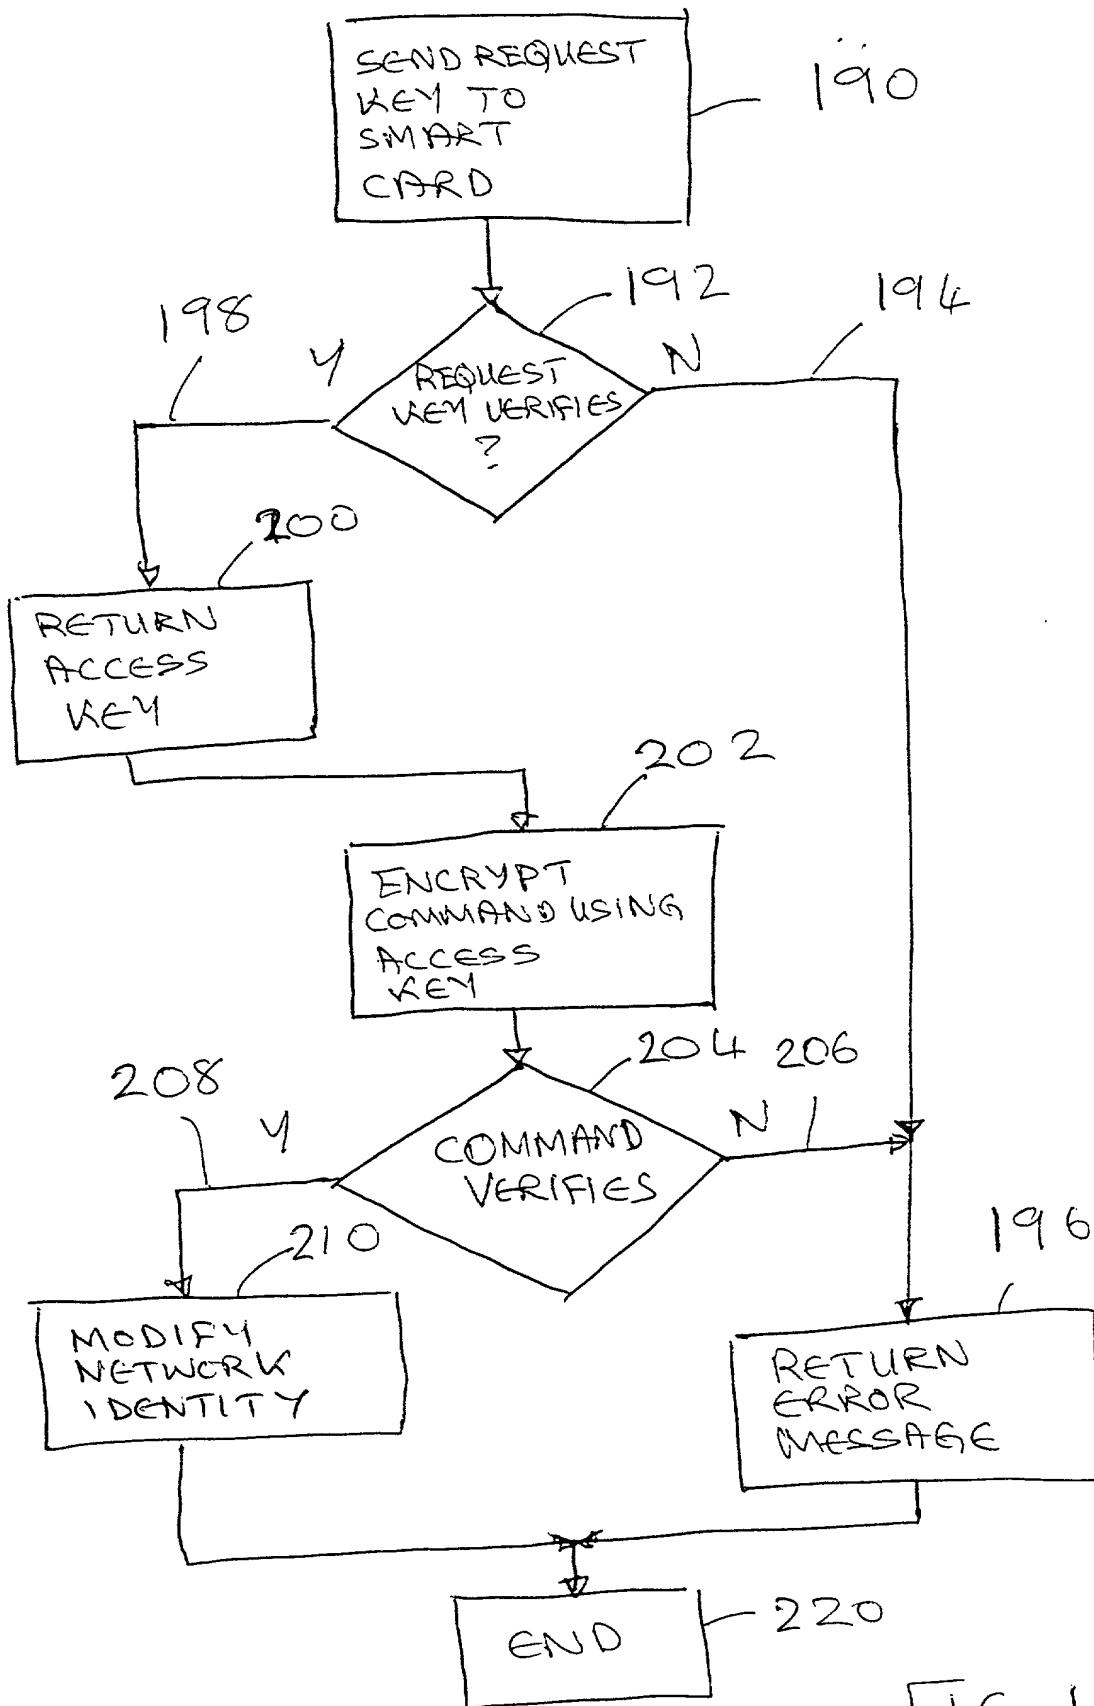 SEND REQUEST
KEY TO
SMART
CARD
190
192
194
198
Y
N
REQUEST
KEY VERIFIES
?
200
RETURN
ACCESS
KEY
202
ENCRYPT
COMMAND USING
ACCESS
KEY
204
206
208
Y
N
COMMAND
VERIFIES
210
196
MODIFY
NETWORK
IDENTITY
RETURN
ERROR
MESSAGE
END
220